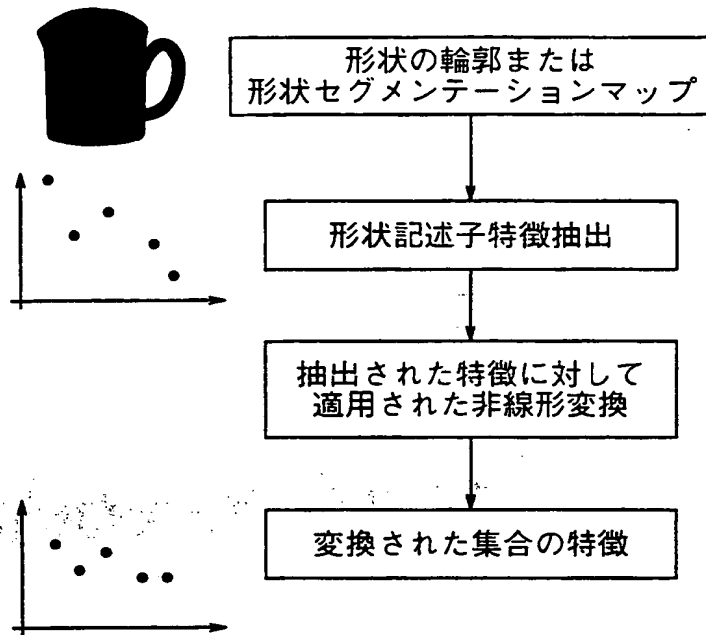 形状の輪郭または
形状セグメンテーションマップ
形状記述子特徴抽出
抽出された特徴に対して
適用された非線形変換
変換された集合の特徴